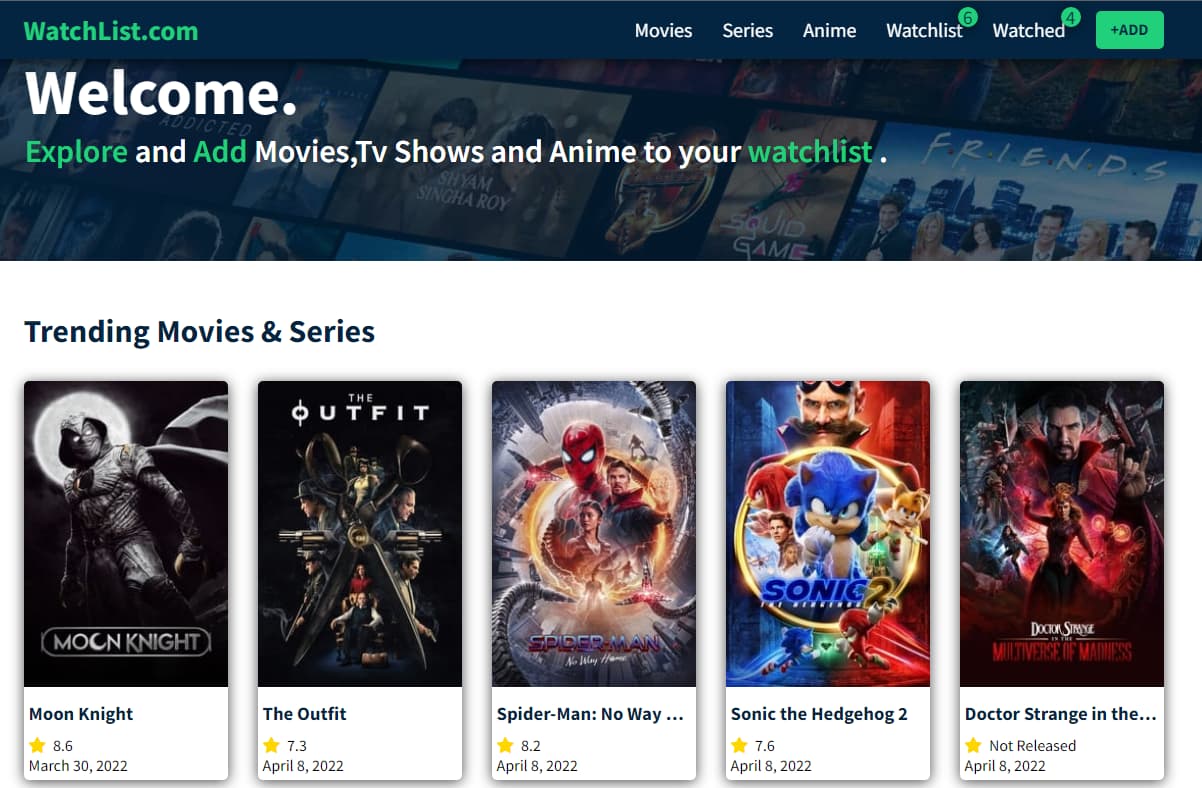 WatchList.com
Movies Series Anime Watchlist 6 Watched 4 +ADD
Welcome.
ADDICTED
Explore and Add Movies,Tv Shows and Anime to your watchlist .
SHYAM
SINGHA ROY
F.R.I.E.N.D.S
SQUID
GAME
Trending Movies & Series
THE
OUTFIT
MOON KNIGHT
SPIDER-MAN
No Way Home
SONIC 2
THE HEDGEHOG
DOCTOR STRANGE
IN THE
MULTIVERSE OF MADNESS
Moon Knight The Outfit Spider-Man: No Way ... Sonic the Hedgehog 2 Doctor Strange in the...
8.6 7.3 8.2 7.6 Not Released
March 30, 2022 April 8, 2022 April 8, 2022 April 8, 2022 April 8, 2022